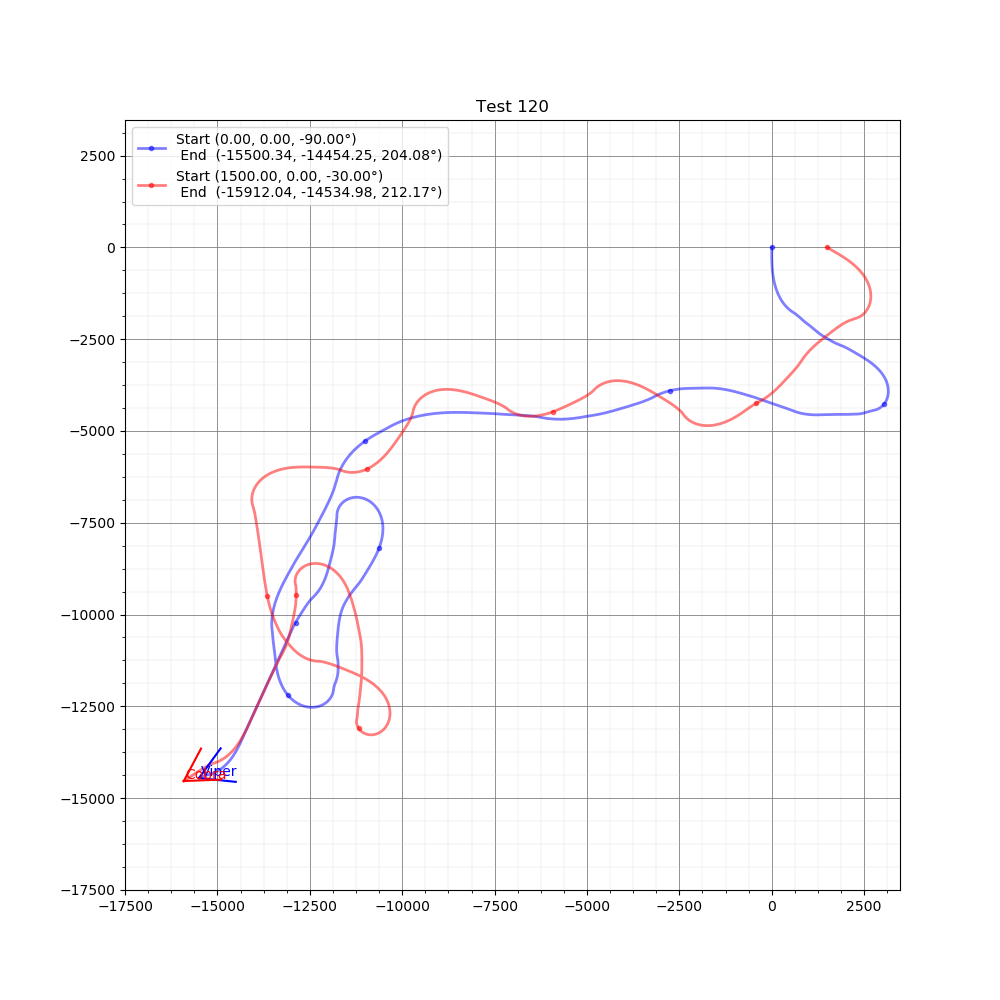 Test 120
Start (0.00, 0.00, -90.00°)
End (-15500.34, -14454.25, 204.08°)
Start (1500.00, 0.00, -30.00°)
End (-15912.04, -14534.98, 212.17°)
2500
0
−2500
−5000
−7500
−10000
−12500
−15000
−17500
Viper
−17500 −15000 −12500 −10000 −7500 −5000 −2500 0 2500